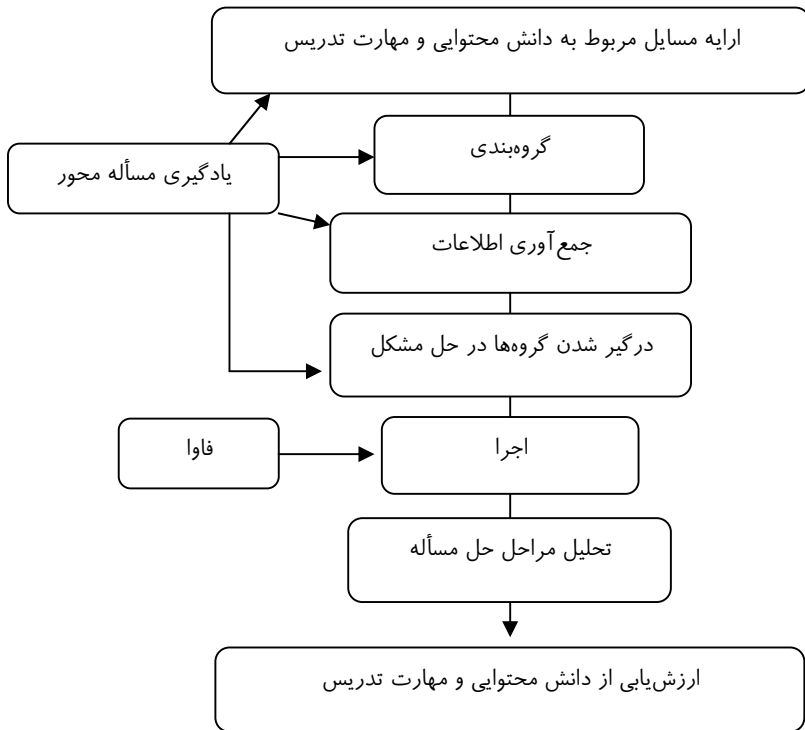 ارایه مسایل مربوط به دانش محتوایی و مهارت تدریس
گروه‌بندی
یادگیری مسأله محور
جمع‌آوری اطلاعات
درگیر شدن گروه‌ها در حل مشکل
اجرا
فاوا
تحلیل مراحل حل مسأله
ارزش‌یابی از دانش محتوایی و مهارت تدریس